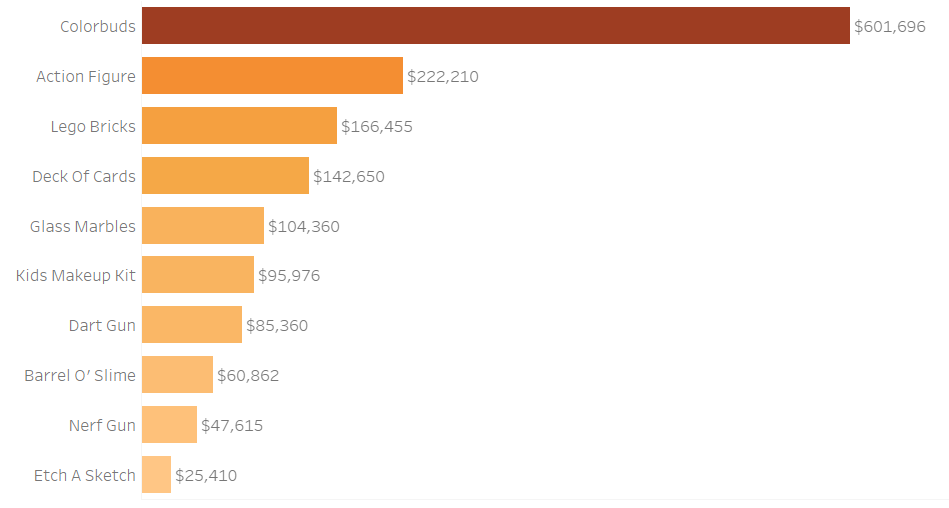 Colorbuds $601,696
Action Figure $222,210
Lego Bricks $166,455
Deck Of Cards $142,650
Glass Marbles $104,360
Kids Makeup Kit $95,976
Dart Gun $85,360
Barrel O’ Slime $60,862
Nerf Gun $47,615
Etch A Sketch $25,410